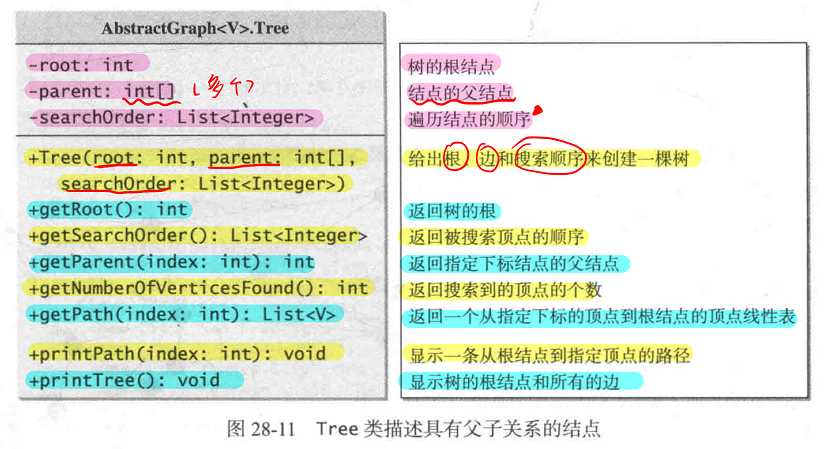 AbstractGraph<V>.Tree
-root: int
树的根结点
-parent: int[] (多个)
结点的父结点
-searchOrder: List<Integer>
遍历结点的顺序
+Tree(root: int, parent: int[],
searchOrder: List<Integer>)
给出根、边和搜索顺序来创建一棵树
+getRoot(): int
返回树的根
+getSearchOrder(): List<Integer>
返回被搜索顶点的顺序
+getParent(index: int): int
返回指定下标结点的父结点
+getNumberOfVerticesFound(): int
返回搜索到的顶点的个数
+getPath(index: int): List<V>
返回一个从指定下标的顶点到根结点的顶点线性表
+printPath(index: int): void
显示一条从根结点到指定顶点的路径
+printTree(): void
显示树的根结点和所有的边
图 28-11 Tree 类描述具有父子关系的结点